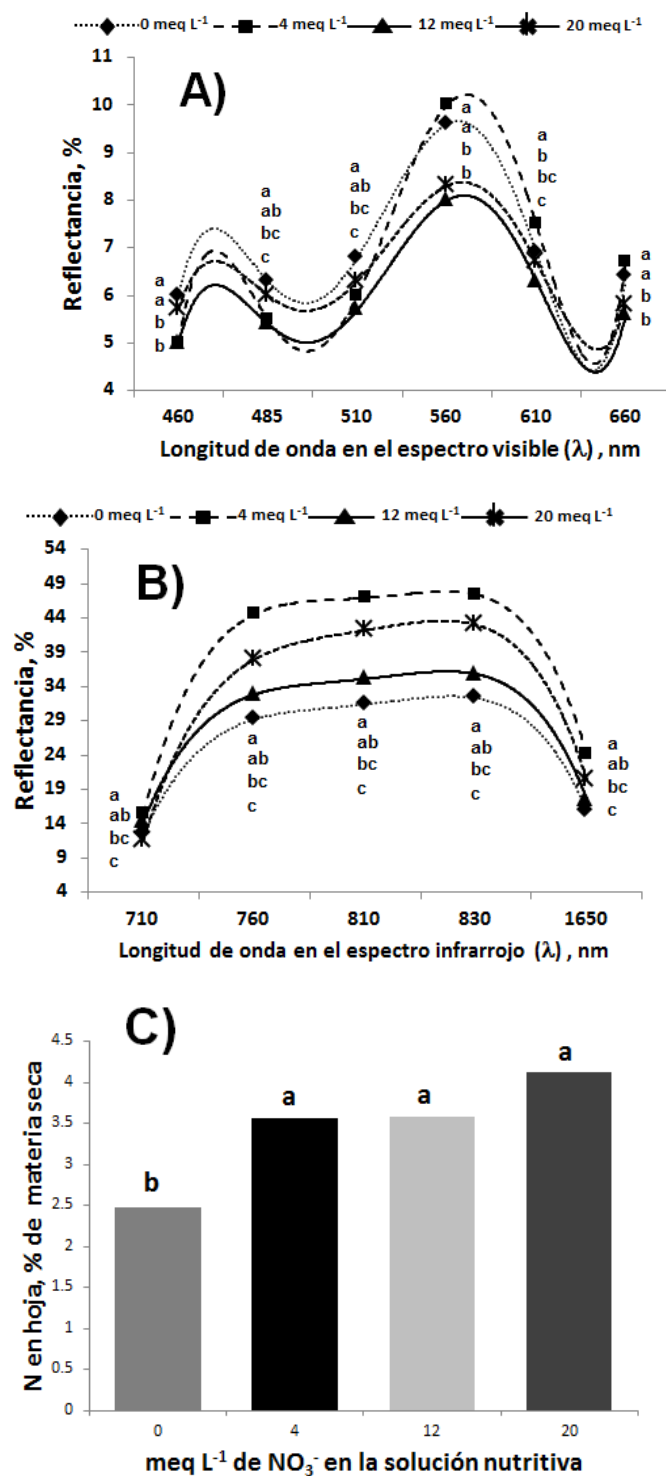 0 meq L⁻¹ 4 meq L⁻¹ 12 meq L⁻¹ 20 meq L⁻¹
A)
Reflectancia, %
11
10
9
8
7
6
5
4
a
a
b
b
a
ab
bc
c
a
ab
bc
c
a
a
b
b
a
b
bc
c
a
a
b
b
460 485 510 560 610 660
Longitud de onda en el espectro visible (λ) , nm
0 meq L⁻¹ 4 meq L⁻¹ 12 meq L⁻¹ 20 meq L⁻¹
B)
Reflectancia, %
54
49
44
39
34
29
24
19
14
9
4
a
ab
bc
c
a
ab
bc
c
a
ab
bc
c
a
ab
bc
c
a
ab
bc
c
710 760 810 830 1650
Longitud de onda en el espectro infrarrojo (λ) , nm
C)
N en hoja, % de materia seca
4.5
4
3.5
3
2.5
2
1.5
1
0.5
0
b
a
a
a
0 4 12 20
meq L⁻¹ de NO₃⁻ en la solución nutritiva